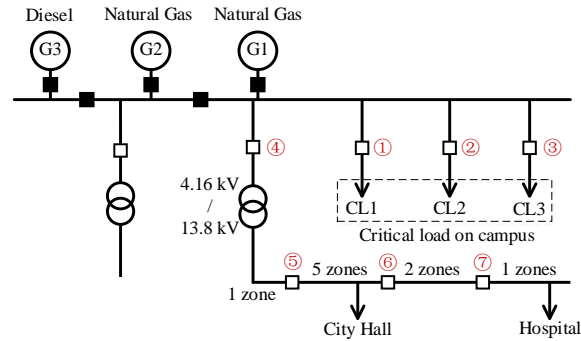 Diesel Natural Gas Natural Gas
G3 G2 G1
④ ① ② ③
4.16 kV
/
13.8 kV
CL1 CL2 CL3
Critical load on campus
⑤ 5 zones ⑥ 2 zones ⑦ 1 zones
1 zone
City Hall Hospital